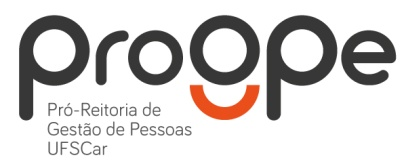 progpe
Pró-Reitoria de
Gestão de Pessoas
UFSCar